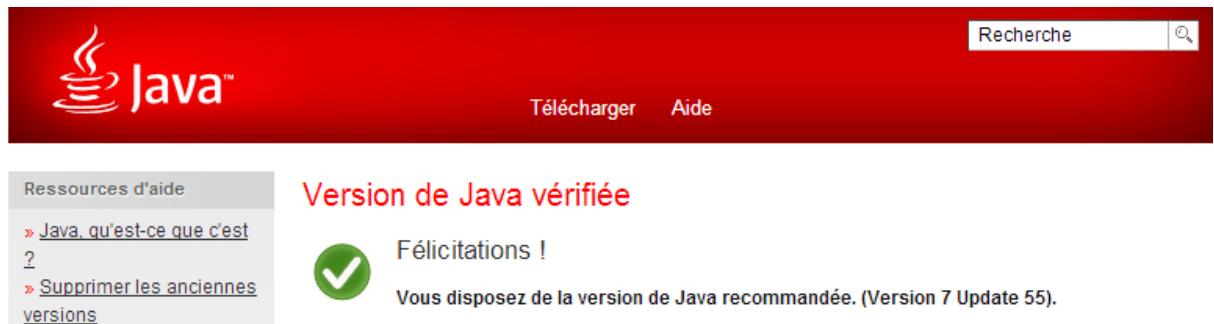 Java™
Recherche
Télécharger Aide
Ressources d'aide
» Java, qu'est-ce que c'est
?
» Supprimer les anciennes
versions
Version de Java vérifiée
Félicitations !
Vous disposez de la version de Java recommandée. (Version 7 Update 55).